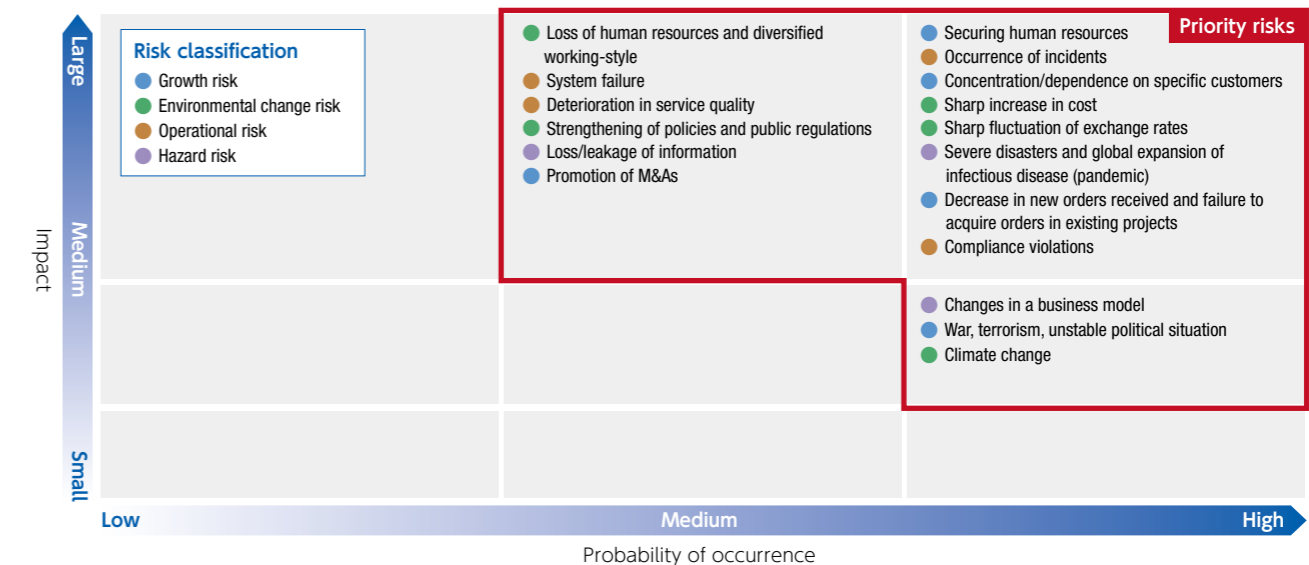 Priority risks
Large
Medium
Small
Impact
Risk classification
Growth risk
Environmental change risk
Operational risk
Hazard risk
Loss of human resources and diversified
working-style
System failure
Deterioration in service quality
Strengthening of policies and public regulations
Loss/leakage of information
Promotion of M&As
Securing human resources
Occurrence of incidents
Concentration/dependence on specific customers
Sharp increase in cost
Sharp fluctuation of exchange rates
Severe disasters and global expansion of
infectious disease (pandemic)
Decrease in new orders received and failure to
acquire orders in existing projects
Compliance violations
Changes in a business model
War, terrorism, unstable political situation
Climate change
Low
Medium
High
Probability of occurrence